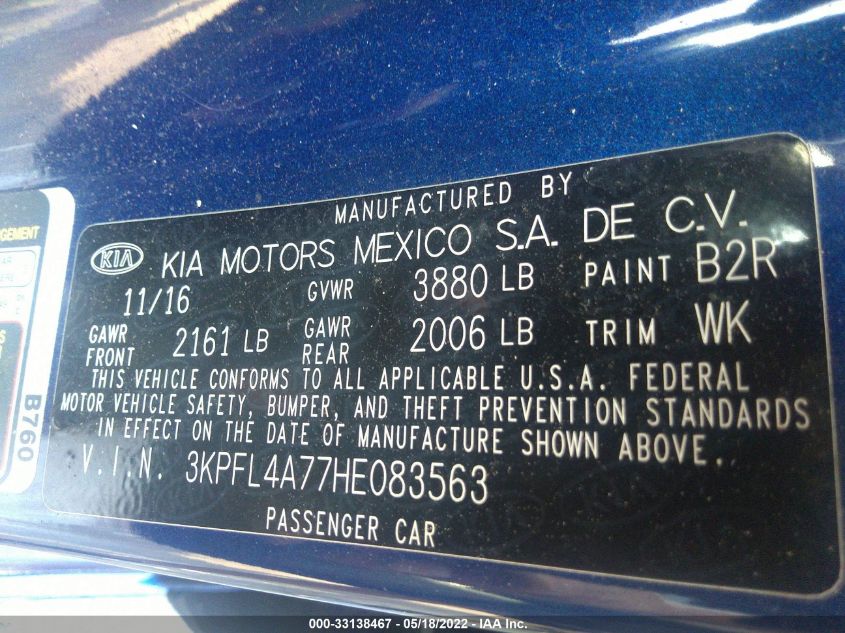 MANUFACTURED BY
KIA KIA MOTORS MEXICO S.A. DE C.V.
11/16 GVWR 3880 LB PAINT B2R
GAWR FRONT 2161 LB GAWR REAR 2006 LB TRIM WK
THIS VEHICLE CONFORMS TO ALL APPLICABLE U.S.A. FEDERAL
MOTOR VEHICLE SAFETY, BUMPER, AND THEFT PREVENTION STANDARDS
IN EFFECT ON THE DATE OF MANUFACTURE SHOWN ABOVE.
V.I.N. 3KPFL4A77HE083563
PASSENGER CAR
B760
000-33138467 - 05/18/2022 - IAA Inc.